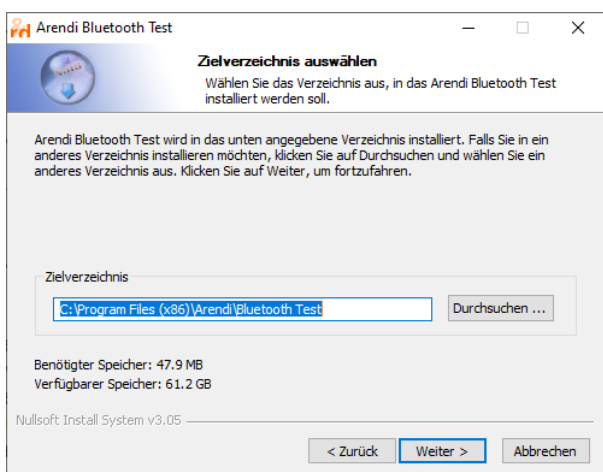 Arendi Bluetooth Test
Zielverzeichnis auswählen
Wählen Sie das Verzeichnis aus, in das Arendi Bluetooth Test
installiert werden soll.
Arendi Bluetooth Test wird in das unten angegebene Verzeichnis installiert. Falls Sie in ein
anderes Verzeichnis installieren möchten, klicken Sie auf Durchsuchen und wählen Sie ein
anderes Verzeichnis aus. Klicken Sie auf Weiter, um fortzufahren.
Zielverzeichnis
C:\Program Files (x86)\Arendi\Bluetooth Test
Durchsuchen ...
Benötigter Speicher: 47.9 MB
Verfügbarer Speicher: 61.2 GB
Nullsoft Install System v3.05
< Zurück
Weiter >
Abbrechen